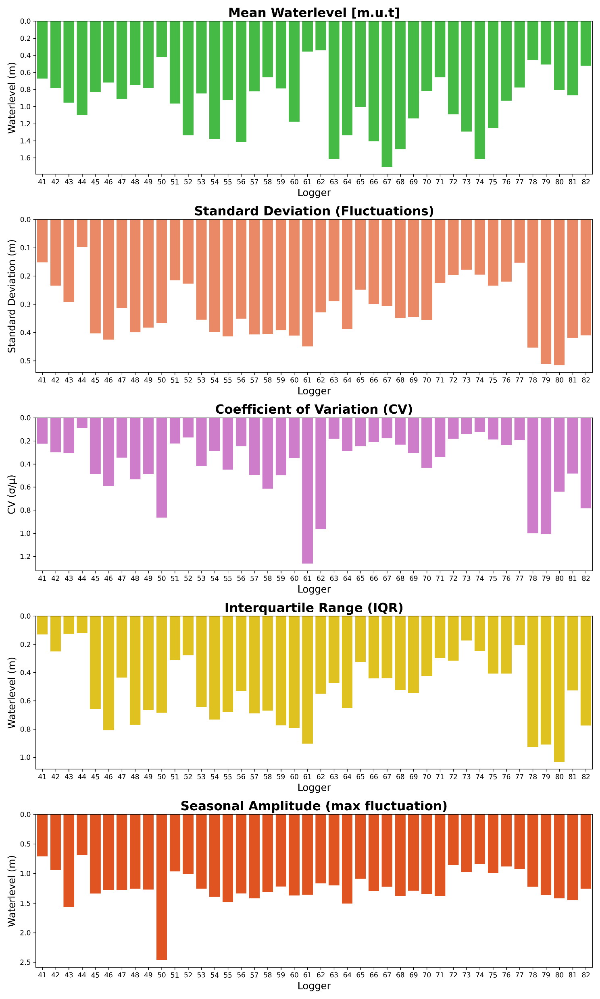 Mean Waterlevel [m.u.t]
Waterlevel (m)
0.0
0.2
0.4
0.6
0.8
1.0
1.2
1.4
1.6
41 42 43 44 45 46 47 48 49 50 51 52 53 54 55 56 57 58 59 60 61 62 63 64 65 66 67 68 69 70 71 72 73 74 75 76 77 78 79 80 81 82
Logger
Standard Deviation (Fluctuations)
Standard Deviation (m)
0.0
0.1
0.2
0.3
0.4
0.5
41 42 43 44 45 46 47 48 49 50 51 52 53 54 55 56 57 58 59 60 61 62 63 64 65 66 67 68 69 70 71 72 73 74 75 76 77 78 79 80 81 82
Logger
Coefficient of Variation (CV)
CV (σ/μ)
0.0
0.2
0.4
0.6
0.8
1.0
1.2
41 42 43 44 45 46 47 48 49 50 51 52 53 54 55 56 57 58 59 60 61 62 63 64 65 66 67 68 69 70 71 72 73 74 75 76 77 78 79 80 81 82
Logger
Interquartile Range (IQR)
Waterlevel (m)
0.0
0.2
0.4
0.6
0.8
1.0
41 42 43 44 45 46 47 48 49 50 51 52 53 54 55 56 57 58 59 60 61 62 63 64 65 66 67 68 69 70 71 72 73 74 75 76 77 78 79 80 81 82
Logger
Seasonal Amplitude (max fluctuation)
Waterlevel (m)
0.0
0.5
1.0
1.5
2.0
2.5
41 42 43 44 45 46 47 48 49 50 51 52 53 54 55 56 57 58 59 60 61 62 63 64 65 66 67 68 69 70 71 72 73 74 75 76 77 78 79 80 81 82
Logger